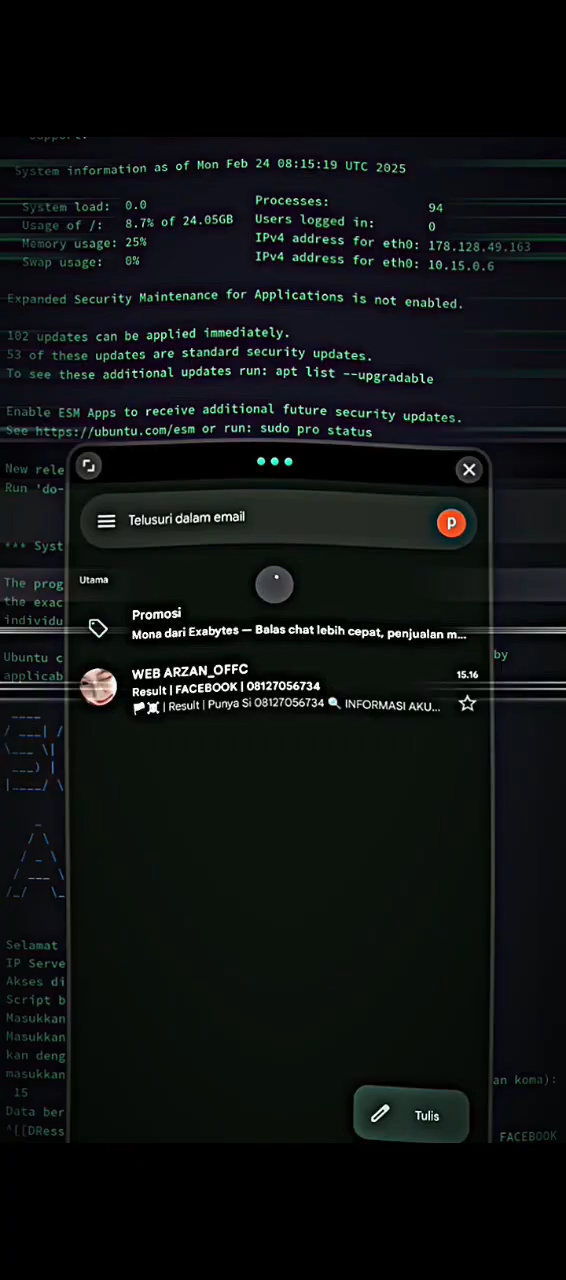 System information as of Mon Feb 24 08:15:19 UTC 2025
System load: 0.0 Processes: 94
Usage of /: 8.7% of 24.05GB Users logged in: 0
Memory usage: 25% IPv4 address for eth0: 178.128.49.163
Swap usage: 0% IPv4 address for eth0: 10.15.0.6
Expanded Security Maintenance for Applications is not enabled.
102 updates can be applied immediately.
53 of these updates are standard security updates.
To see these additional updates run: apt list --upgradable
Enable ESM Apps to receive additional future security updates.
See https://ubuntu.com/esm or run: sudo pro status
New rele
Run 'do-
Telusuri dalam email
p
*** Syst
Utama
The prog
the exac
individu
Promosi
Mona dari Exabytes — Balas chat lebih cepat, penjualan m...
Ubuntu c
by
applicab
WEB ARZAN_OFFC
15.16
Result | FACEBOOK | 08127056734
| Result | Punya Si 08127056734 🔍 INFORMASI AKU...
Selamat
IP Serve
Akses di
Script b
Masukkan
Masukkan
kan deng
masukkan
an koma):
15
Data ber
Tulis
^[[DRess
FACEBOOK